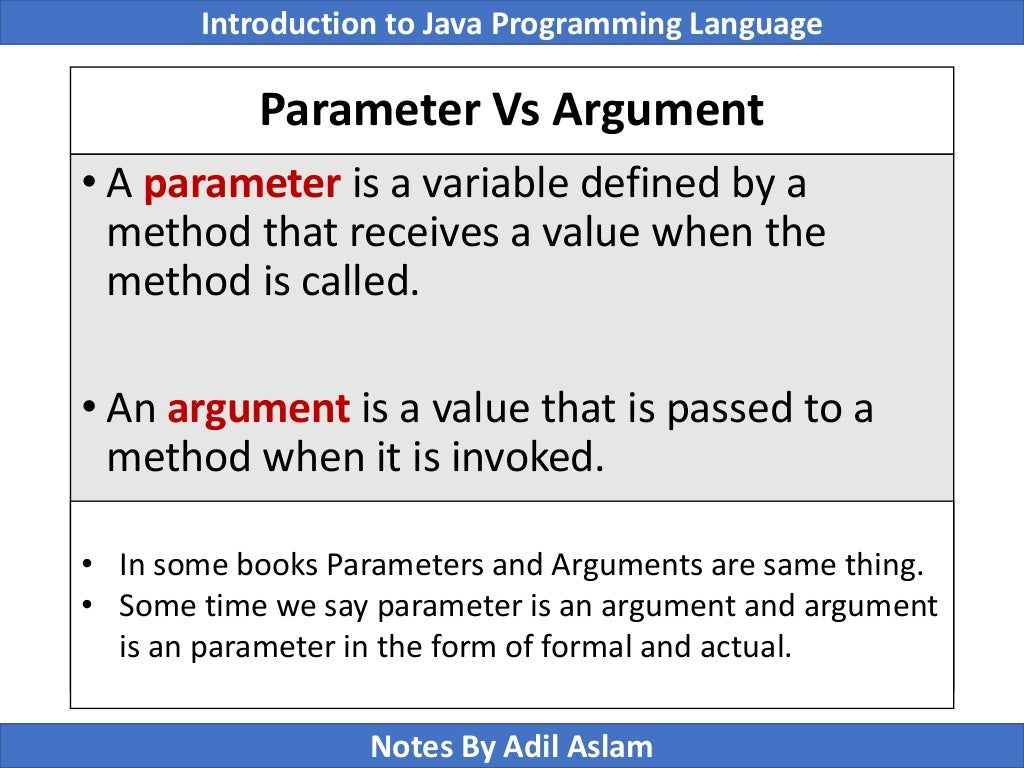 Introduction to Java Programming Language
Parameter Vs Argument
• A parameter is a variable defined by a
method that receives a value when the
method is called.
• An argument is a value that is passed to a
method when it is invoked.
• In some books Parameters and Arguments are same thing.
• Some time we say parameter is an argument and argument
is an parameter in the form of formal and actual.
Notes By Adil Aslam